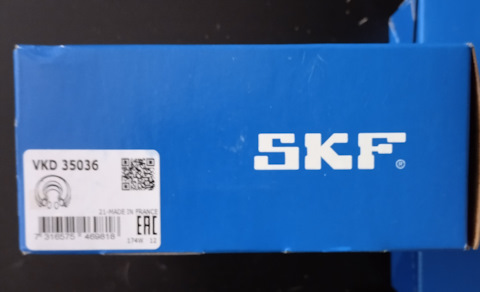 SKF®
VKD 35036
21-MADE IN FRANCE
EAC
7 316575 469818
174W 12